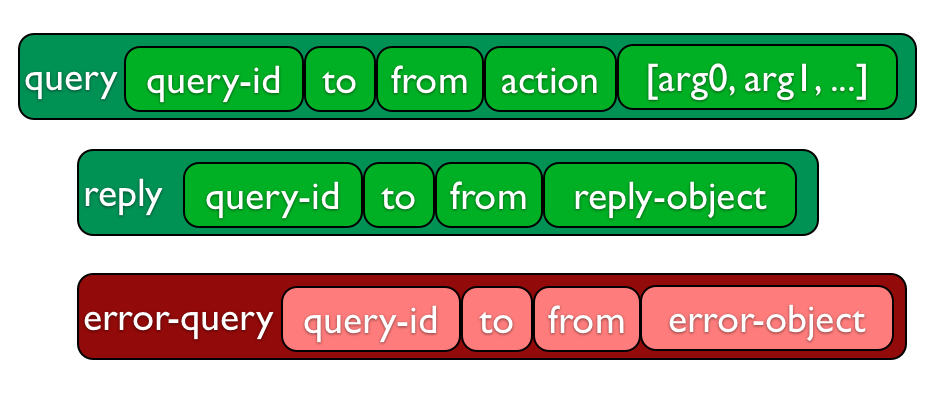 query query-id to from action [arg0, arg1, ...]
reply query-id to from reply-object
error-query query-id to from error-object